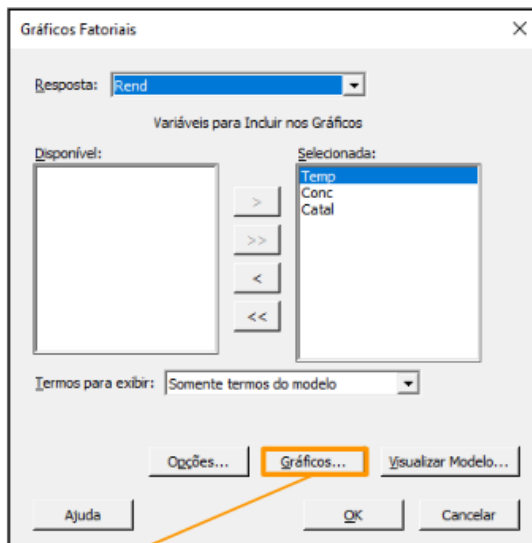 Gráficos Fatoriais
Resposta: Rend
Variáveis para Incluir nos Gráficos
Disponível:
Selecionada:
Temp
Conc
Catal
>
>>
<
<<
Termos para exibir: Somente termos do modelo
Opções... Gráficos... Visualizar Modelo...
Ajuda OK Cancelar